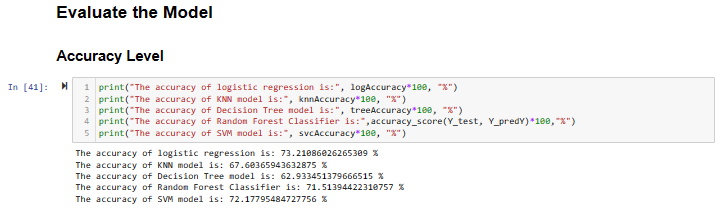 Evaluate the Model
Accuracy Level
In [41]:
1 print("The accuracy of logistic regression is:", logAccuracy*100, "%")
2 print("The accuracy of KNN model is:", knnAccuracy*100, "%")
3 print("The accuracy of Decision Tree model is:", treeAccuracy*100, "%")
4 print("The accuracy of Random Forest Classifier is:",accuracy_score(Y_test, Y_predY)*100,"%")
5 print("The accuracy of SVM model is:", svcAccuracy*100, "%")
The accuracy of logistic regression is: 73.21086026265309 %
The accuracy of KNN model is: 67.60365943632875 %
The accuracy of Decision Tree model is: 62.933451379666515 %
The accuracy of Random Forest Classifier is: 71.51394422310757 %
The accuracy of SVM model is: 72.17795484727756 %